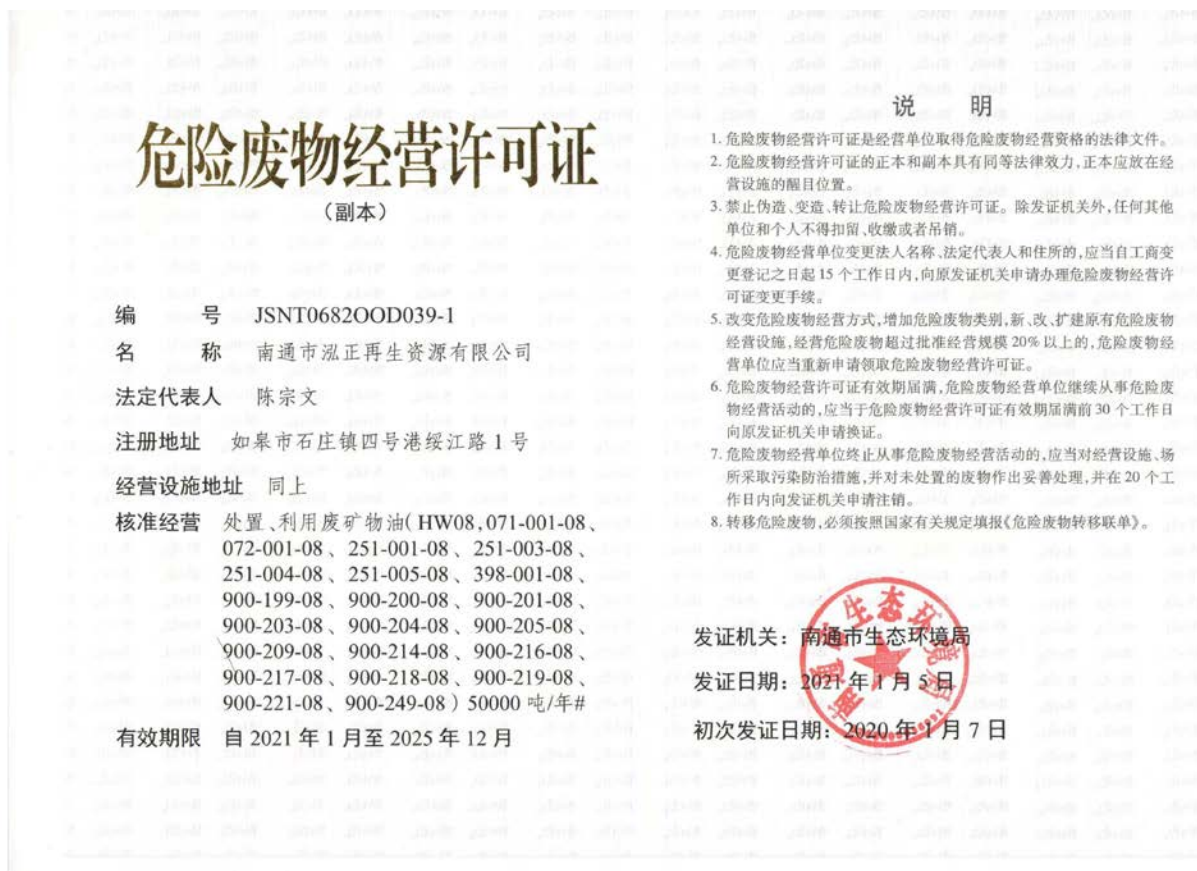 危险废物经营许可证
（副本）
编 号 JSNT0682OOD039-1
名 称 南通市泓正再生资源有限公司
法定代表人 陈宗文
注册地址 如皋市石庄镇四号港绥江路1号
经营设施地址 同上
核准经营 处置、利用废矿物油（HW08,071-001-08、
072-001-08、251-001-08、251-003-08、
251-004-08、251-005-08、398-001-08、
900-199-08、900-200-08、900-201-08、
900-203-08、900-204-08、900-205-08、
900-209-08、900-214-08、900-216-08、
900-217-08、900-218-08、900-219-08、
900-221-08、900-249-08）50000 吨/年#
有效期限 自 2021 年 1 月至 2025 年 12 月
说 明
1. 危险废物经营许可证是经营单位取得危险废物经营资格的法律文件。
2. 危险废物经营许可证的正本和副本具有同等法律效力,正本应放在经
营设施的醒目位置。
3. 禁止伪造、变造、转让危险废物经营许可证。除发证机关外,任何其他
单位和个人不得扣留、收缴或者吊销。
4. 危险废物经营单位变更法人名称、法定代表人和住所的,应当自工商变
更登记之日起 15 个工作日内,向原发证机关申请办理危险废物经营许
可证变更手续。
5. 改变危险废物经营方式,增加危险废物类别,新、改、扩建原有危险废物
经营设施,经营危险废物超过批准经营规模 20% 以上的,危险废物经
营单位应当重新申请领取危险废物经营许可证。
6. 危险废物经营许可证有效期届满,危险废物经营单位继续从事危险废
物经营活动的,应当于危险废物经营许可证有效期届满前 30 个工作日
向原发证机关申请换证。
7. 危险废物经营单位终止从事危险废物经营活动的,应当对经营设施、场
所采取污染防治措施,并对未处置的废物作出妥善处理,并在 20 个工
作日内向发证机关申请注销。
8. 转移危险废物,必须按照国家有关规定填报《危险废物转移联单》。
发证机关：南通市生态环境局
发证日期：2021 年 1 月 5 日
初次发证日期：2020 年 1 月 7 日
南通市生态环境局